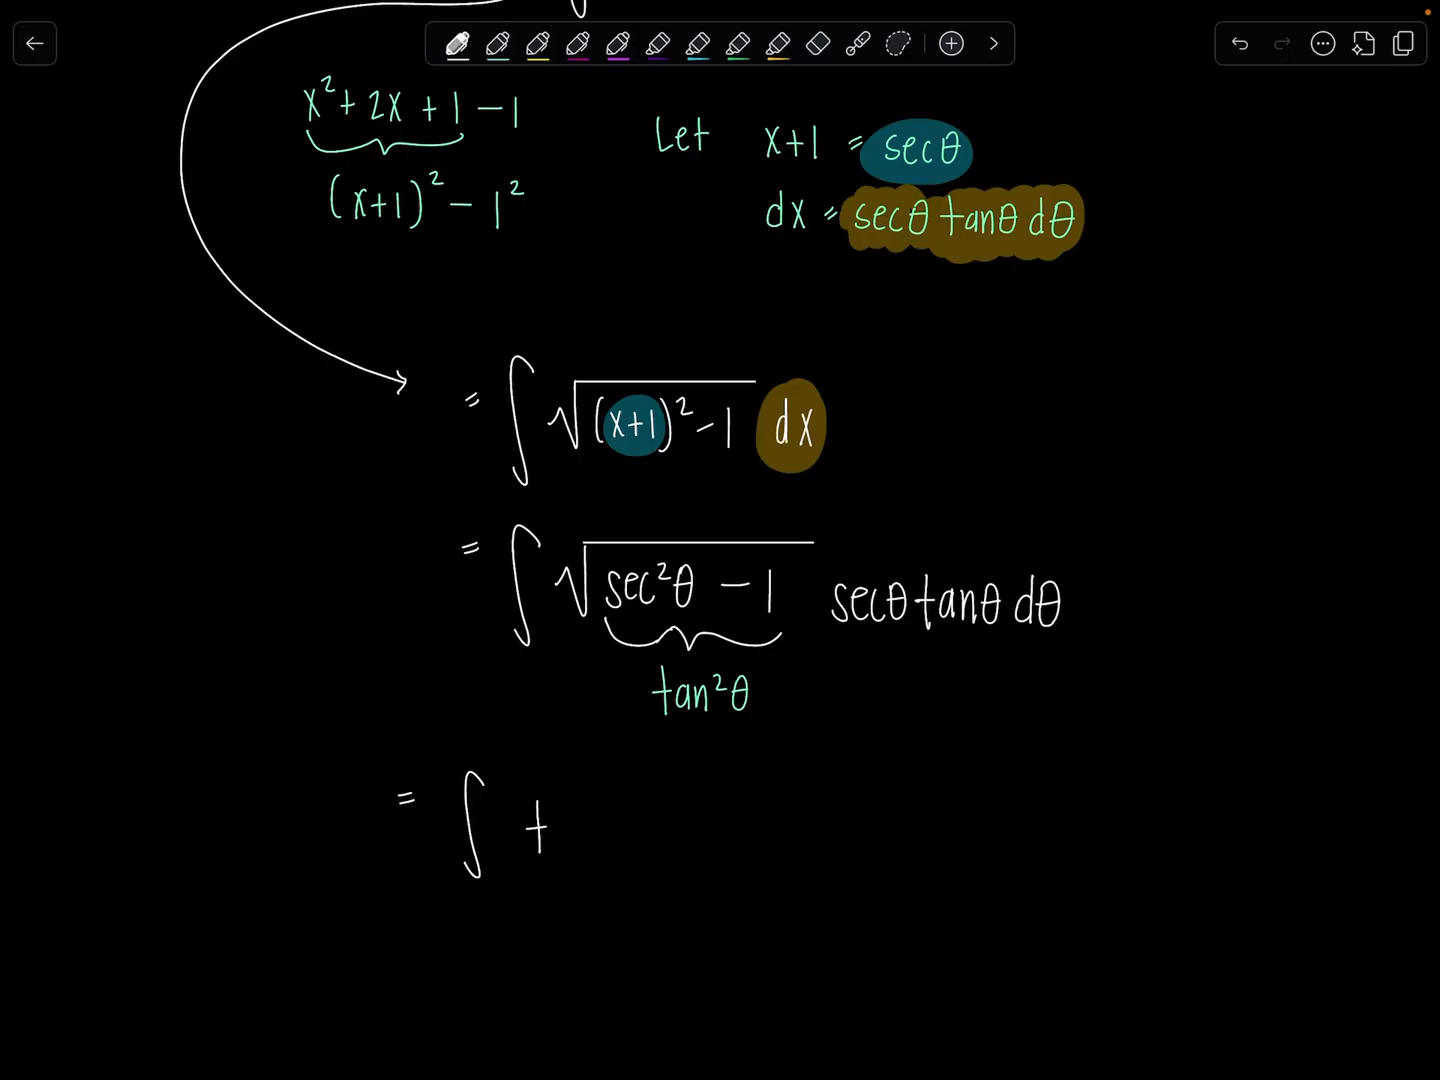 x² + 2x + 1 − 1
(x+1)² − 1²
Let x+1 = secθ
dx = secθ tanθ dθ
= ∫ √((x+1)² − 1) dx
= ∫ √(sec²θ − 1) secθ tanθ dθ
tan²θ
= ∫ t